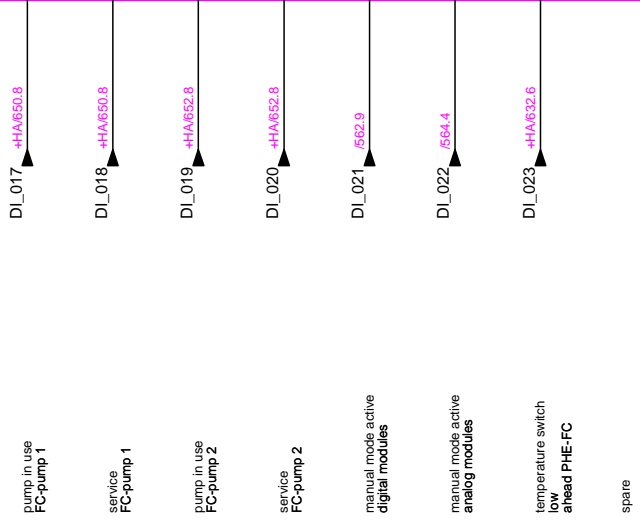 +HA/650.8
DI_017
pump in use
FC-pump 1
+HA/650.8
DI_018
service
FC-pump 1
+HA/652.8
DI_019
pump in use
FC-pump 2
+HA/652.8
DI_020
service
FC-pump 2
/562.9
DI_021
manual mode active
digital modules
/564.4
DI_022
manual mode active
analog modules
+HA/632.6
DI_023
temperature switch
low
ahead PHE-FC
spare